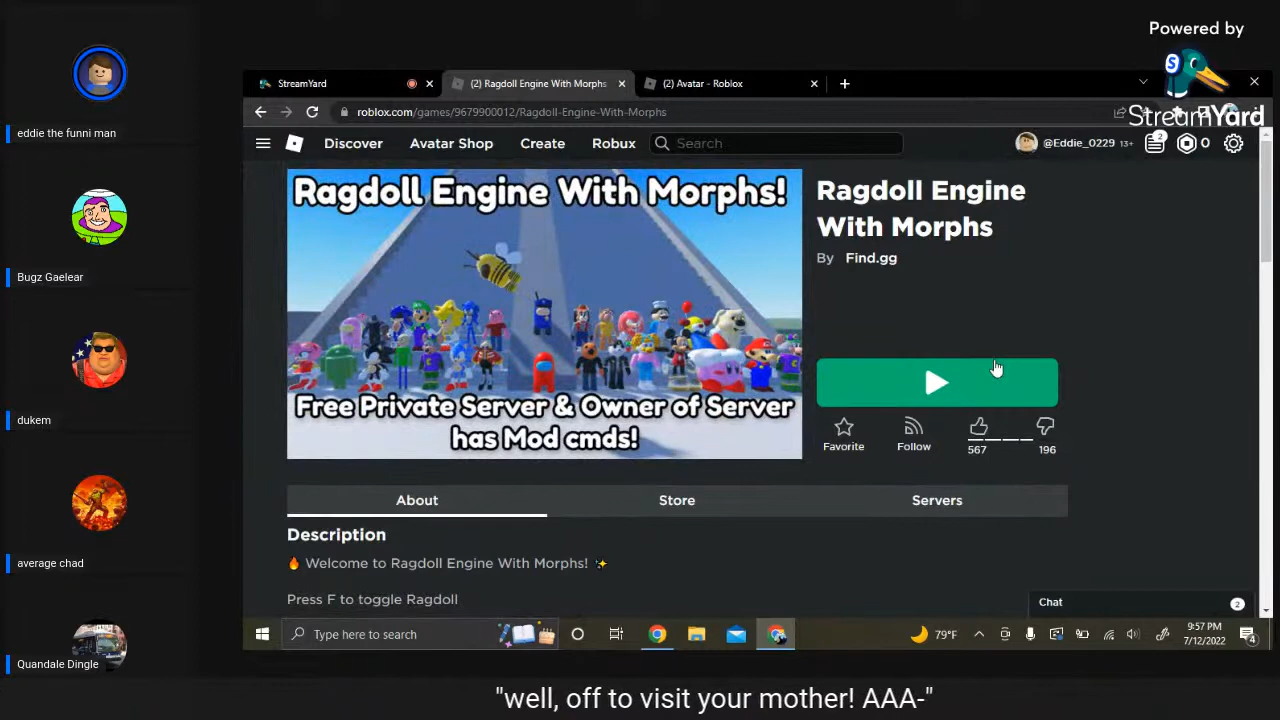 Powered by
StreamYard
eddie the funni man
Bugz Gaelear
dukem
average chad
Quandale Dingle
StreamYard
(2) Ragdoll Engine With Morphs
(2) Avatar - Roblox
roblox.com/games/9679900012/Ragdoll-Engine-With-Morphs
Discover Avatar Shop Create Robux Search @Eddie_0229 13+ 2 0
Ragdoll Engine With Morphs!
Free Private Server & Owner of Server
has Mod cmds!
Ragdoll Engine
With Morphs
By Find.gg
Favorite Follow 567 196
About Store Servers
Description
🔥 Welcome to Ragdoll Engine With Morphs! ✨
Press F to toggle Ragdoll
Chat 2
Type here to search
79°F
9:57 PM
7/12/2022
4
"well, off to visit your mother! AAA-"